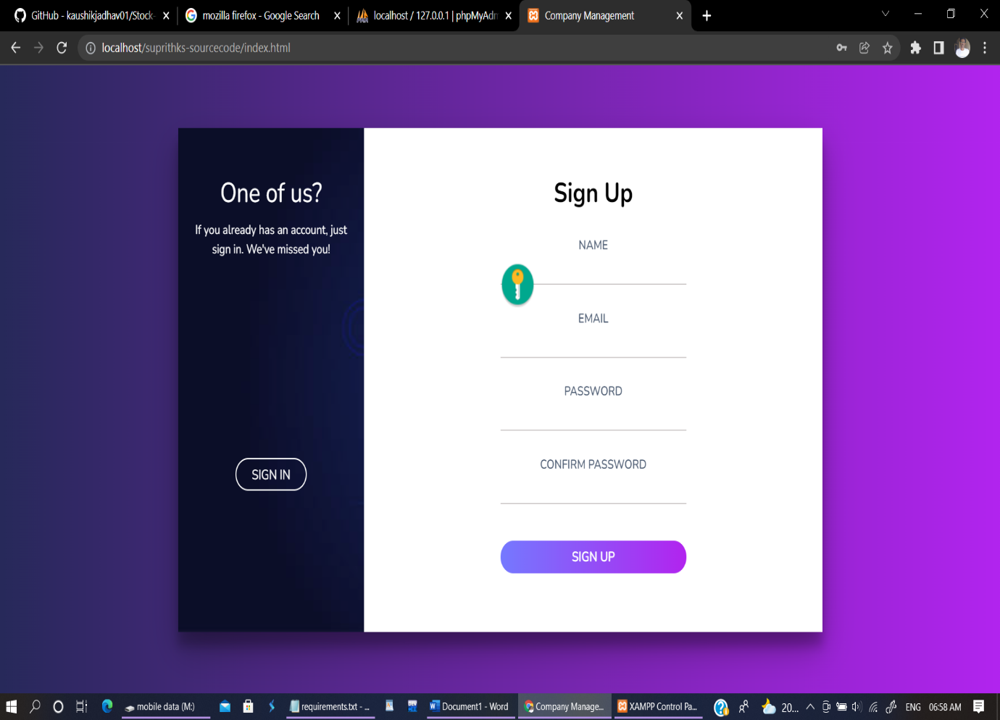 GitHub - kaushikjadhav01/Stock-
mozilla firefox - Google Search
localhost / 127.0.0.1 | phpMyAdm
Company Management
localhost/suprithks-sourcecode/index.html
One of us?
If you already has an account, just
sign in. We've missed you!
SIGN IN
Sign Up
NAME
EMAIL
PASSWORD
CONFIRM PASSWORD
SIGN UP
mobile data (M:)
requirements.txt - ...
Document1 - Word
Company Manage...
XAMPP Control Pa...
20...
ENG
06:58 AM